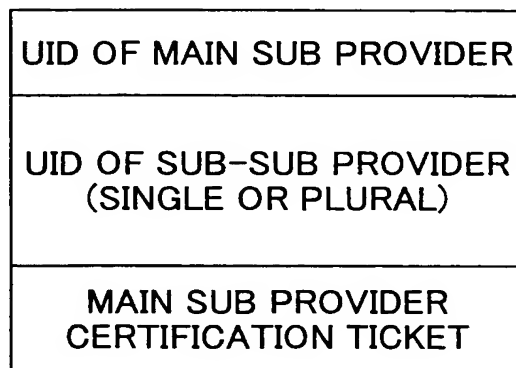 UID OF MAIN SUB PROVIDER
UID OF SUB-SUB PROVIDER
(SINGLE OR PLURAL)
MAIN SUB PROVIDER
CERTIFICATION TICKET